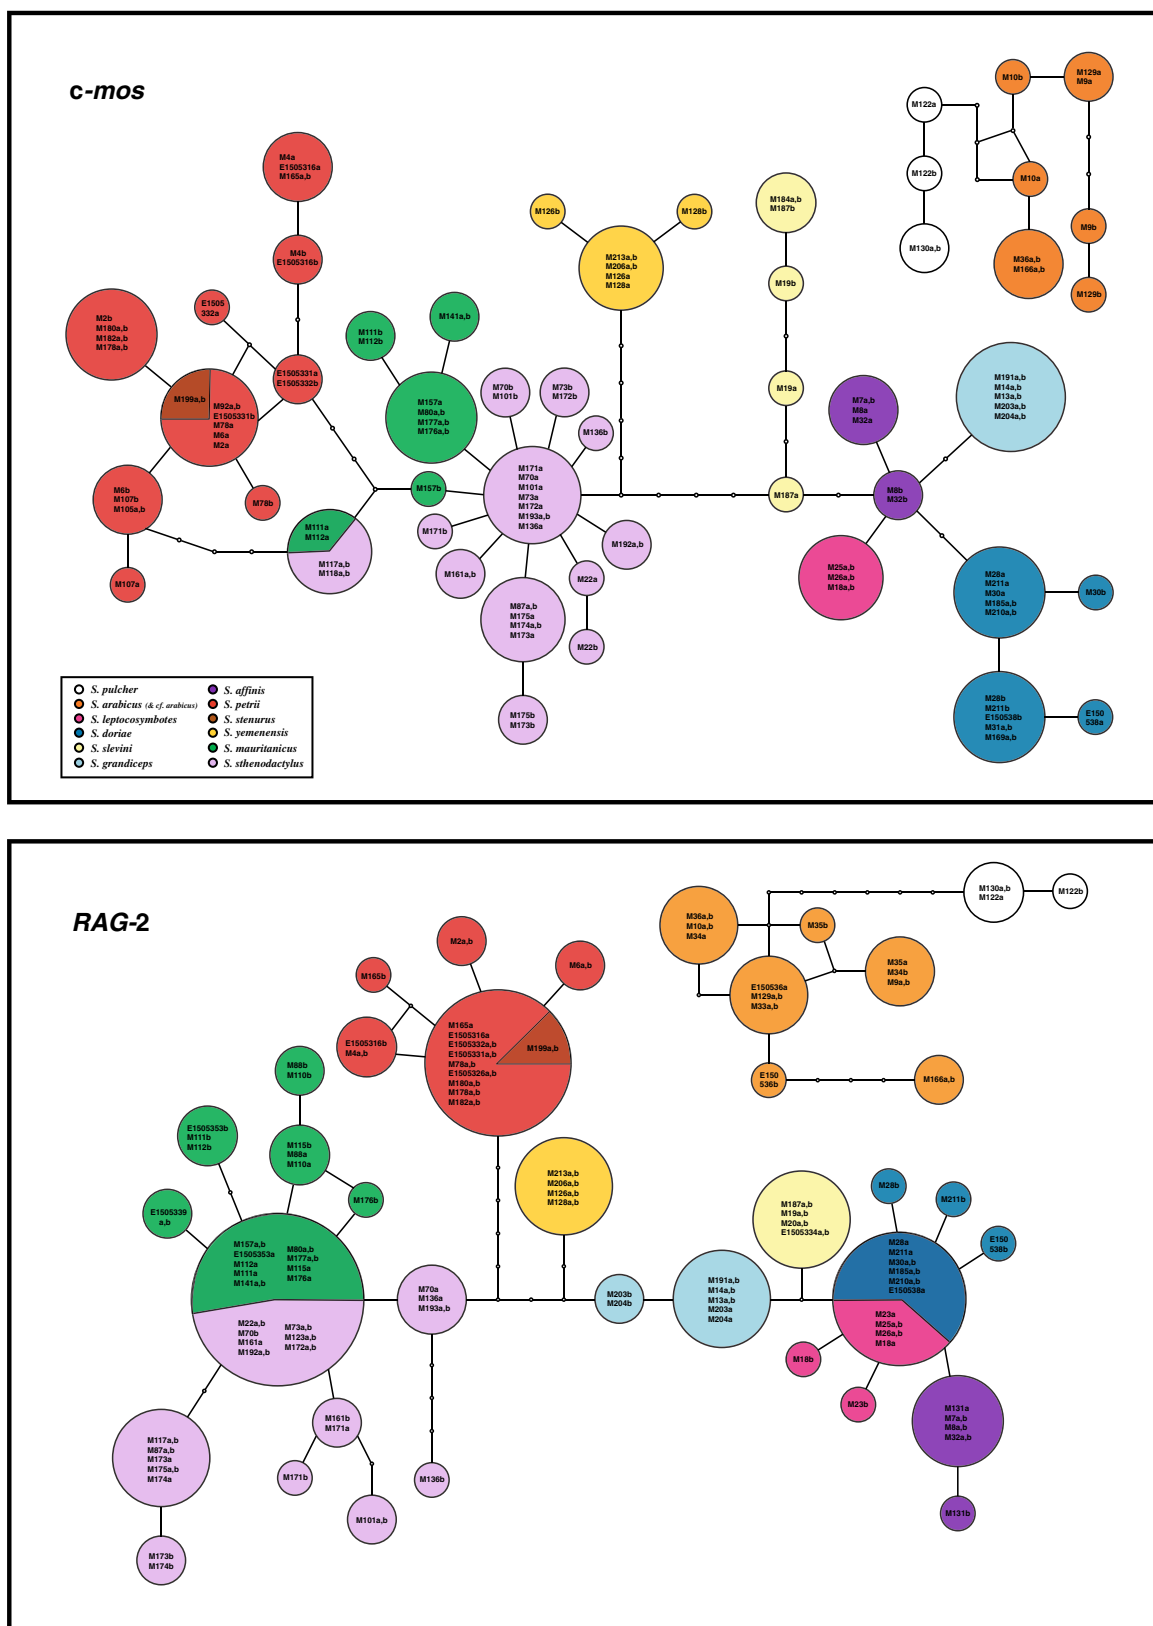 c-mos
M4a
E1505316a
M165a,b
M4b
E1505316b
E1505
332a
M2b
M180a,b
M182a,b
M178a,b
E1505331a
E1505332b
M199a,b
M92a,b
E1505331b
M78a
M6a
M2a
M6b
M107b
M105a,b
M78b
M107a
M111a
M112a
M117a,b
M118a,b
M111b
M112b
M141a,b
M157a
M80a,b
M177a,b
M176a,b
M157b
M70b
M101b
M73b
M172b
M136b
M171a
M70a
M101a
M73a
M172a
M193a,b
M136a
M171b
M161a,b
M192a,b
M22a
M22b
M87a,b
M175a
M174a,b
M173a
M175b
M173b
M126b
M128b
M213a,b
M206a,b
M126a
M128a
M184a,b
M187b
M19b
M19a
M187a
M7a,b
M8a
M32a
M8b
M32b
M191a,b
M14a,b
M13a,b
M203a,b
M204a,b
M25a,b
M26a,b
M18a,b
M28a
M211a
M30a
M185a,b
M210a,b
M30b
M28b
M211b
E150538b
M31a,b
M169a,b
E150
538a
M122a
M122b
M130a,b
M10b
M129a
M9a
M10a
M36a,b
M166a,b
M9b
M129b
S. pulcher
S. arabicus (& cf. arabicus)
S. leptocosymbotes
S. doriae
S. slevini
S. grandiceps
S. affinis
S. petrii
S. stenurus
S. yemenensis
S. mauritanicus
S. sthenodactylus
RAG-2
M2a,b
M6a,b
M165b
E1505316b
M4a,b
M165a
E1505316a
E1505332a,b
E1505331a,b
M78a,b
E1505326a,b
M180a,b
M178a,b
M182a,b
M199a,b
M88b
M110b
E1505353b
M111b
M112b
M115b
M88a
M110a
M176b
E1505339
a,b
M157a,b
E1505353a
M112a
M111a
M141a,b
M80a,b
M177a,b
M115a
M176a
M22a,b
M70b
M161a
M192a,b
M73a,b
M123a,b
M172a,b
M70a
M136a
M193a,b
M136b
M161b
M171a
M171b
M101a,b
M117a,b
M87a,b
M173a
M175a,b
M174a
M173b
M174b
M213a,b
M206a,b
M126a,b
M128a,b
M203b
M204b
M191a,b
M14a,b
M13a,b
M203a
M204a
M187a,b
M19a,b
M20a,b
E1505334a,b
M28b
M211b
E150
538b
M28a
M211a
M30a,b
M185a,b
M210a,b
E150538a
M23a
M25a,b
M26a,b
M18a
M18b
M23b
M131a
M7a,b
M8a,b
M32a,b
M131b
M130a,b
M122a
M122b
M36a,b
M10a,b
M34a
M35b
M35a
M34b
M9a,b
E150536a
M129a,b
M33a,b
E150
536b
M166a,b